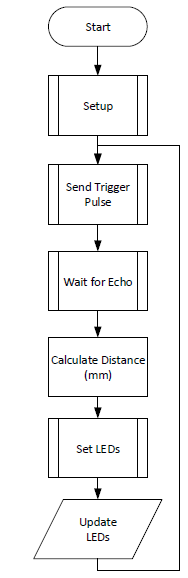 Start
Setup
Send Trigger
Pulse
Wait for Echo
Calculate Distance
(mm)
Set LEDs
Update
LEDs